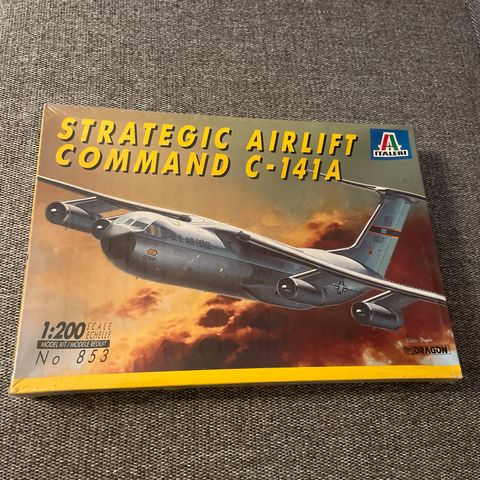 STRATEGIC AIRLIFT
COMMAND C-141A
ITALERI
U.S. AIR FORCE
1:200 SCALE
ECHELLE
MODEL KIT/MODELE REDUIT
No 853
DRAGON